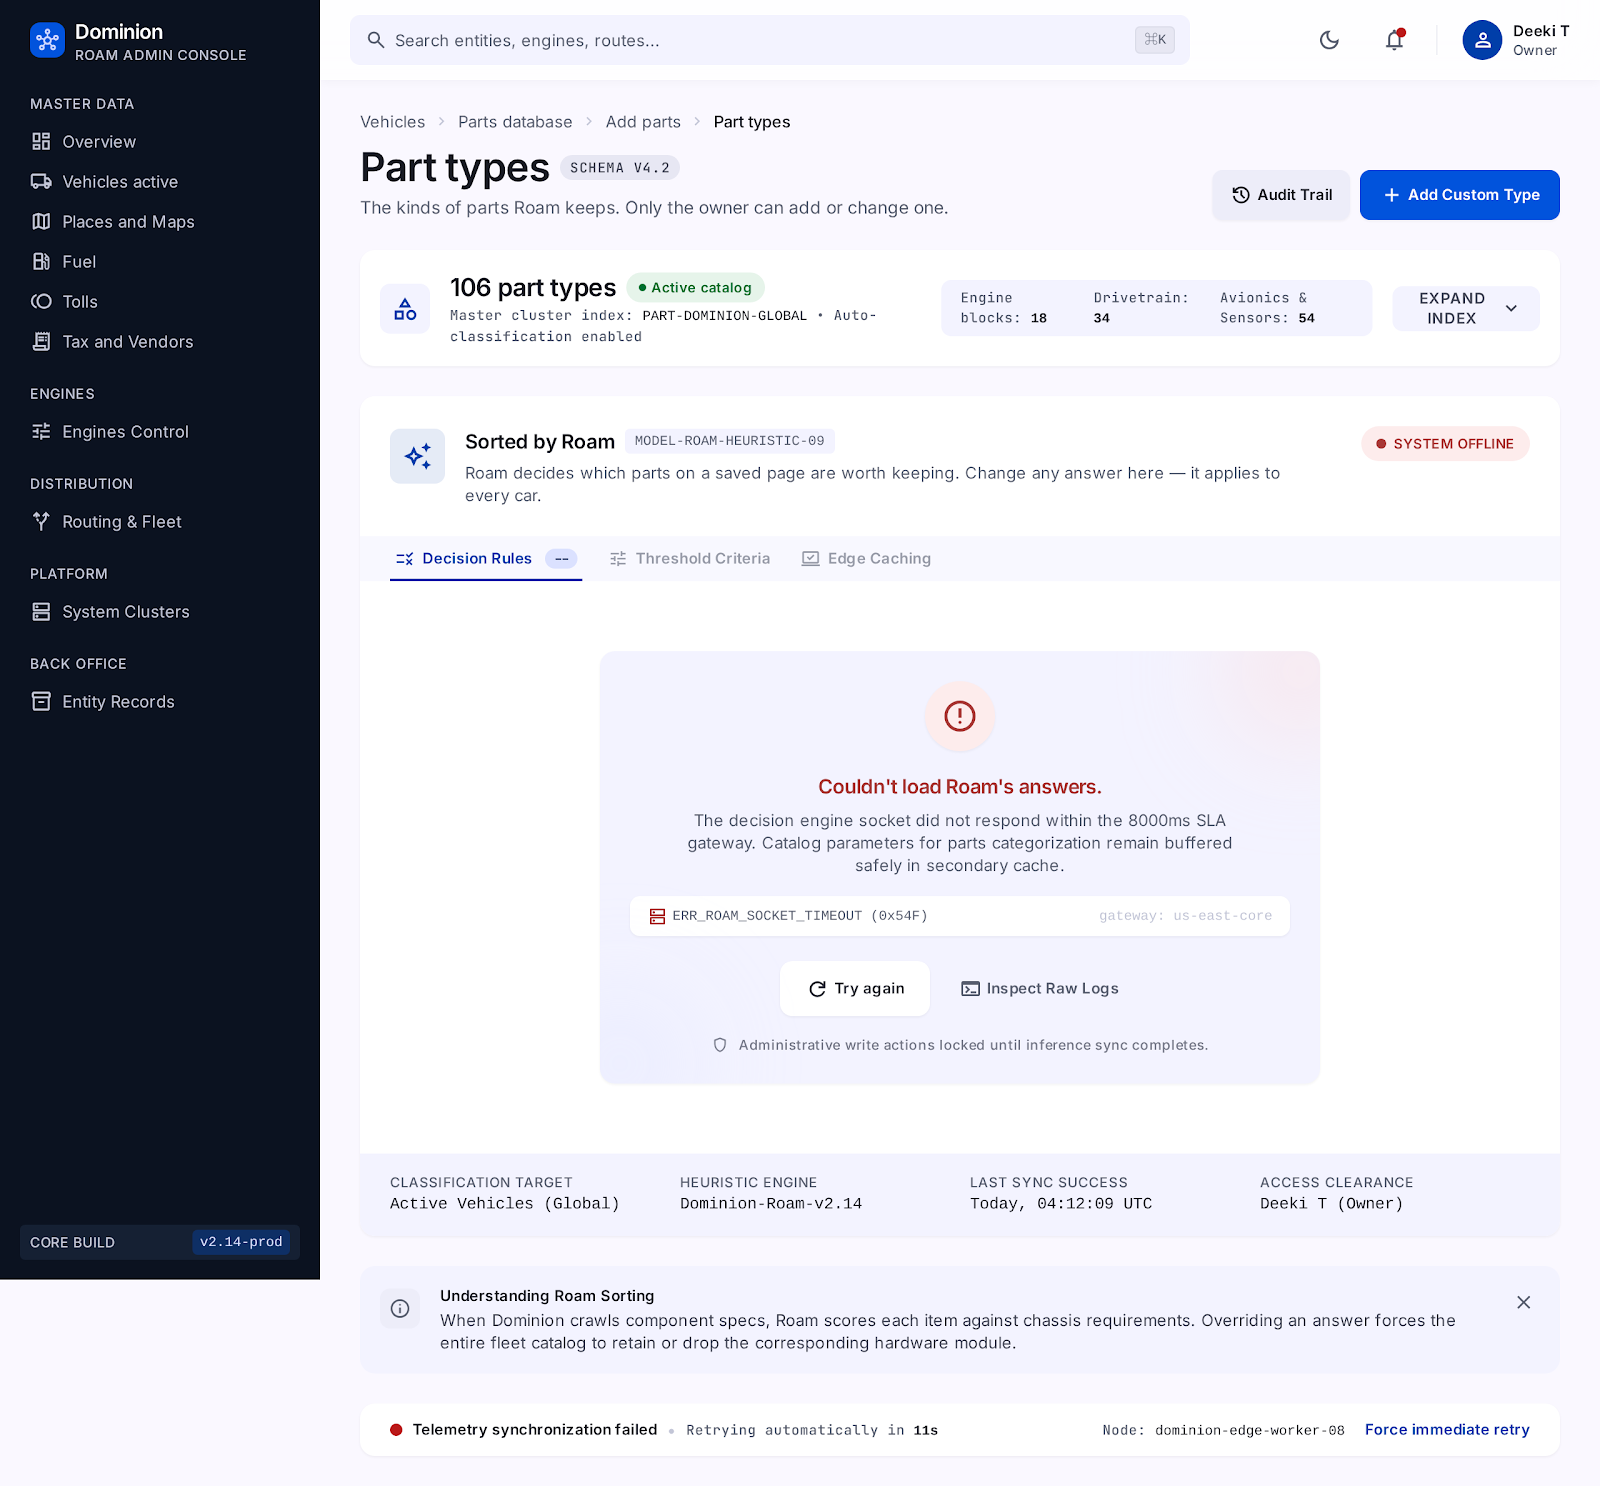 Dominion
ROAM ADMIN CONSOLE
MASTER DATA
Overview
Vehicles active
Places and Maps
Fuel
Tolls
Tax and Vendors
ENGINES
Engines Control
DISTRIBUTION
Routing & Fleet
PLATFORM
System Clusters
BACK OFFICE
Entity Records
CORE BUILD v2.14-prod
Search entities, engines, routes... ⌘K
Deeki T
Owner
Vehicles > Parts database > Add parts > Part types
Part types SCHEMA V4.2
The kinds of parts Roam keeps. Only the owner can add or change one.
Audit Trail
Add Custom Type
106 part types Active catalog
Master cluster index: PART-DOMINION-GLOBAL • Auto-
classification enabled
Engine
blocks: 18
Drivetrain:
34
Avionics &
Sensors: 54
EXPAND
INDEX
Sorted by Roam MODEL-ROAM-HEURISTIC-09
Roam decides which parts on a saved page are worth keeping. Change any answer here — it applies to
every car.
SYSTEM OFFLINE
Decision Rules --
Threshold Criteria
Edge Caching
Couldn't load Roam's answers.
The decision engine socket did not respond within the 8000ms SLA
gateway. Catalog parameters for parts categorization remain buffered
safely in secondary cache.
ERR_ROAM_SOCKET_TIMEOUT (0x54F) gateway: us-east-core
Try again
Inspect Raw Logs
Administrative write actions locked until inference sync completes.
CLASSIFICATION TARGET
Active Vehicles (Global)
HEURISTIC ENGINE
Dominion-Roam-v2.14
LAST SYNC SUCCESS
Today, 04:12:09 UTC
ACCESS CLEARANCE
Deeki T (Owner)
Understanding Roam Sorting
When Dominion crawls component specs, Roam scores each item against chassis requirements. Overriding an answer forces the
entire fleet catalog to retain or drop the corresponding hardware module.
Telemetry synchronization failed • Retrying automatically in 11s
Node: dominion-edge-worker-08 Force immediate retry